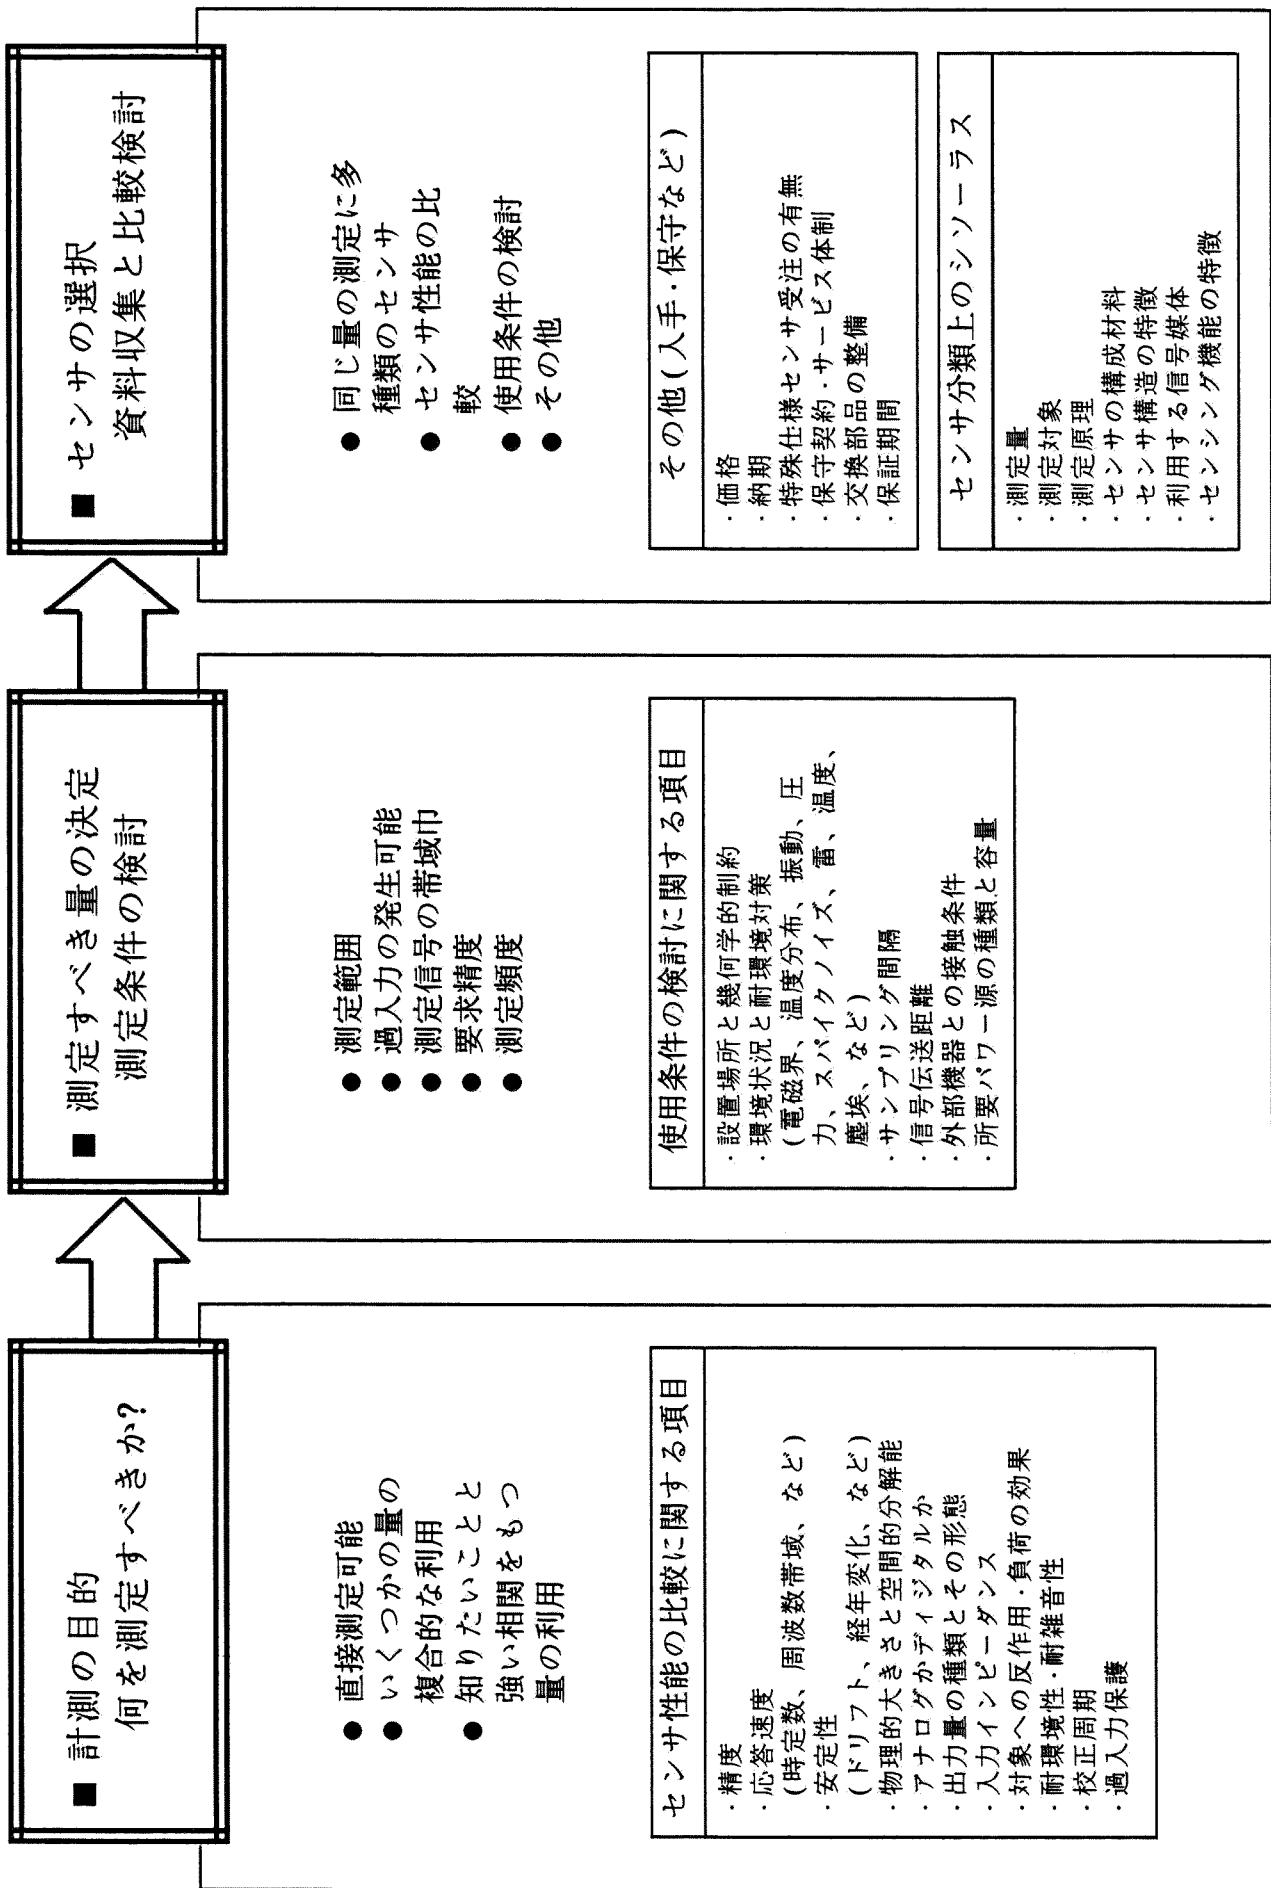 ■ 計測の目的
何を測定すべきか?
● 直接測定可能
● いくつかの量の
複合的な利用
● 知りたいことと
強い相関をもつ
量の利用
センサ性能の比較に関する項目
・精度
・応答速度
(時定数、周波数帯域、など)
・安定性
(ドリフト、経年変化、など)
・物理的大きさと空間的分解能
・アナログかディジタルか
・出力量の種類とその形態
・入力インピーダンス
・対象への反作用・負荷の効果
・耐環境性・耐雑音性
・校正周期
・過入力保護
■ 測定すべき量の決定
測定条件の検討
● 測定範囲
● 過入力の発生可能
● 測定信号の帯域巾
● 要求精度
● 測定頻度
使用条件の検討に関する項目
・設置場所と幾何学的制約
・環境状況と耐環境対策
(電磁界、温度分布、振動、圧
力、スパイクノイズ、雷、温度、
塵埃、など)
・サンプリング間隔
・信号伝送距離
・外部機器との接触条件
・所要パワー源の種類と容量
■ センサの選択
資料収集と比較検討
● 同じ量の測定に多
種類のセンサ
● センサ性能の比
較
● 使用条件の検討
● その他
その他(入手・保守など)
・価格
・納期
・特殊仕様センサ受注の有無
・保守契約・サービス体制
・交換部品の整備
・保証期間
センサ分類上のシソーラス
・測定量
・測定対象
・測定原理
・センサの構成材料
・センサ構造の特徴
・利用する信号媒体
・センシング機能の特徴